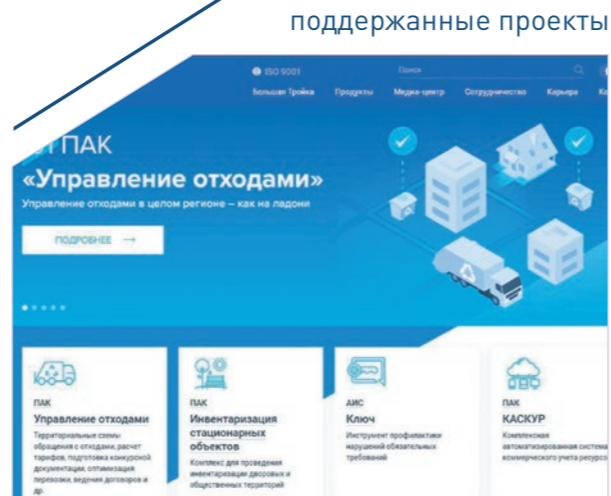 поддержанные проекты
ISO 9001
Поиск
Большая Тройка Продукты Медиа-центр Сотрудничество Карьера
ПАК
«Управление отходами»
Управление отходами в целом регионе – как на ладони
ПОДРОБНЕЕ →
ПАК
Управление отходами
Территориальные схемы
обращения с отходами, расчет
тарифов, подготовка конкурсной
документации, оптимизация
перевозки, ведения договоров и
др.
ПАК
Инвентаризация
стационарных
объектов
Комплекс для проведения
инвентаризации дворовых и
общественных территорий
АИС
Ключ
Инструмент профилактики
нарушений обязательных
требований
ПАК
КАСКУР
Комплексная
автоматизированная система
коммерческого учета ресурсо